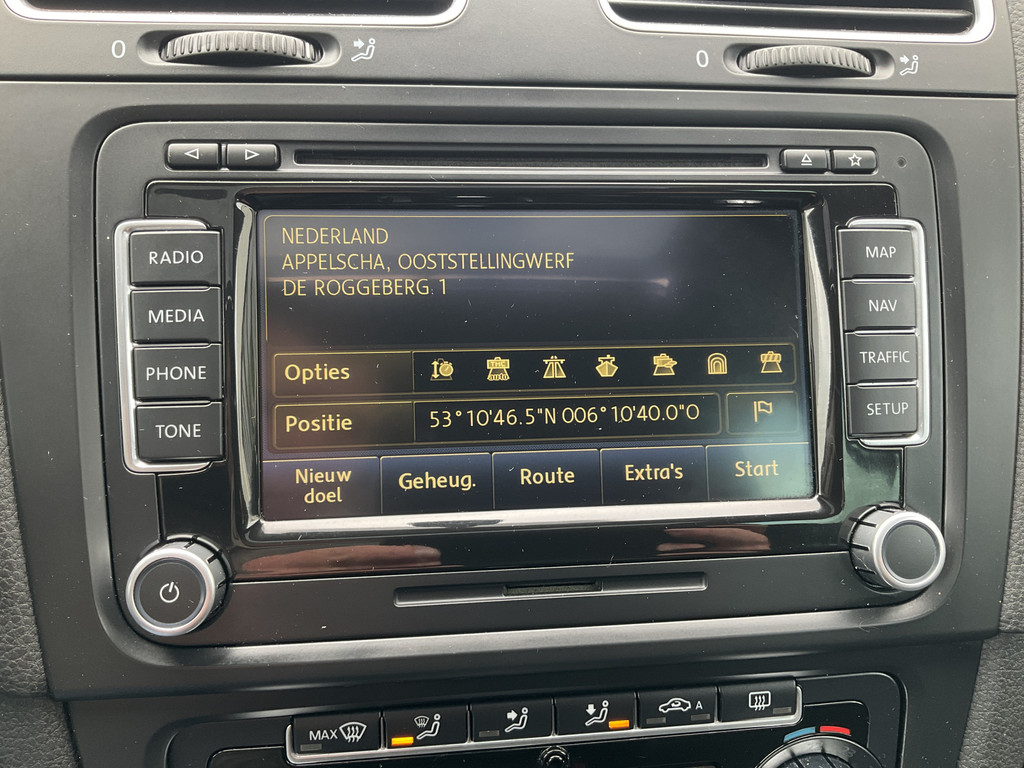 0
0
RADIO
MEDIA
PHONE
TONE
NEDERLAND
APPELSCHA, OOSTSTELLINGWERF
DE ROGGEBERG 1
Opties
Positie
53°10'46.5"N 006°10'40.0"O
Nieuw
doel
Geheug.
Route
Extra's
Start
MAP
NAV
TRAFFIC
SETUP
MAX
A